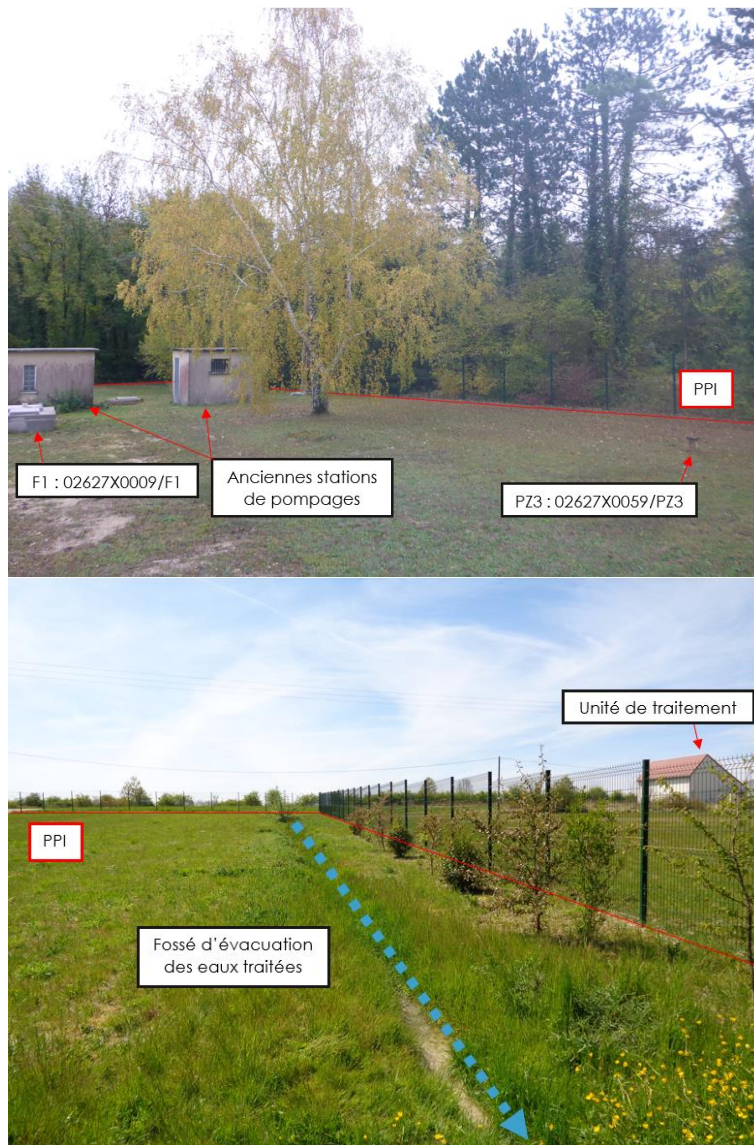 PPI
F1 : 02627X0009/F1
Anciennes stations
de pompages
PZ3 : 02627X0059/PZ3
Unité de traitement
PPI
Fossé d'évacuation
des eaux traitées